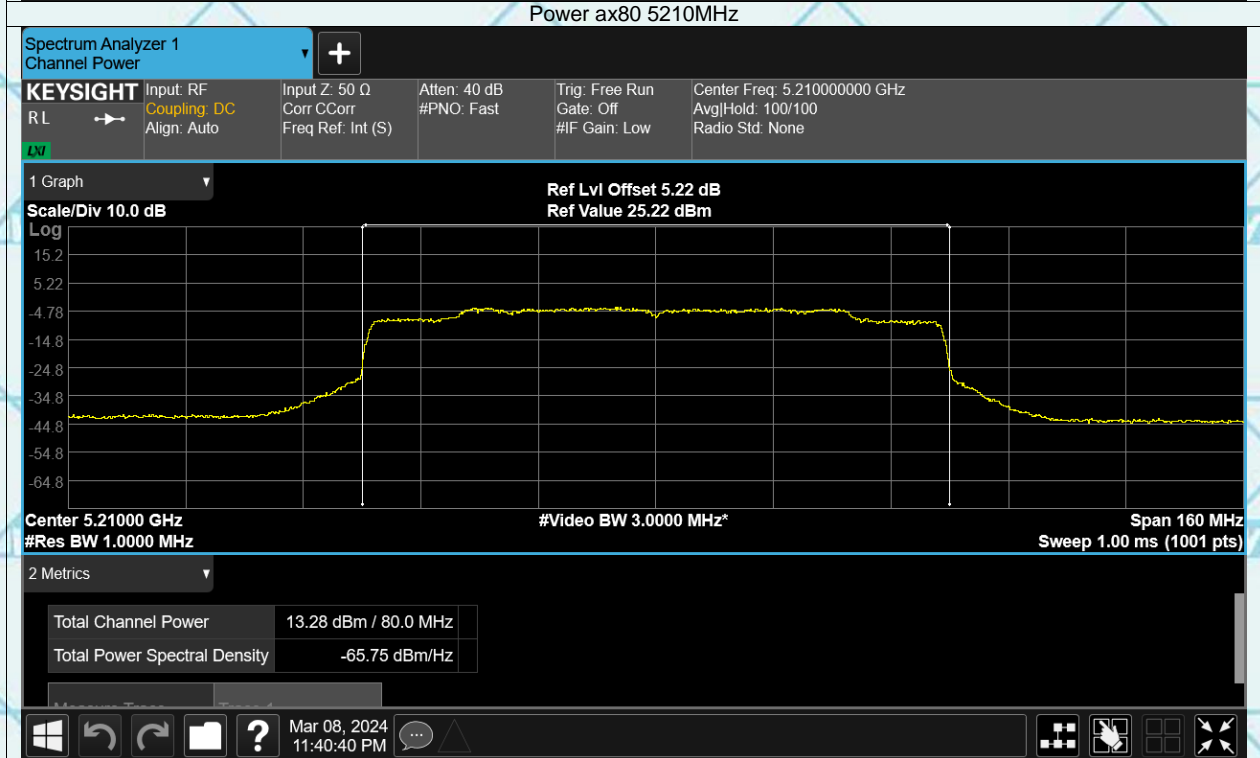 Power ax80 5210MHz
Spectrum Analyzer 1
Channel Power
KEYSIGHT
R L
LXI
Input: RF
Coupling: DC
Align: Auto
Input Z: 50 Ω
Corr CCorr
Freq Ref: Int (S)
Atten: 40 dB
#PNO: Fast
Trig: Free Run
Gate: Off
#IF Gain: Low
Center Freq: 5.210000000 GHz
Avg|Hold: 100/100
Radio Std: None
1 Graph
Ref Lvl Offset 5.22 dB
Scale/Div 10.0 dB
Ref Value 25.22 dBm
Log
15.2
5.22
-4.78
-14.8
-24.8
-34.8
-44.8
-54.8
-64.8
Center 5.21000 GHz
#Video BW 3.0000 MHz*
Span 160 MHz
#Res BW 1.0000 MHz
Sweep 1.00 ms (1001 pts)
2 Metrics
Total Channel Power 13.28 dBm / 80.0 MHz
Total Power Spectral Density -65.75 dBm/Hz
Mar 08, 2024
11:40:40 PM